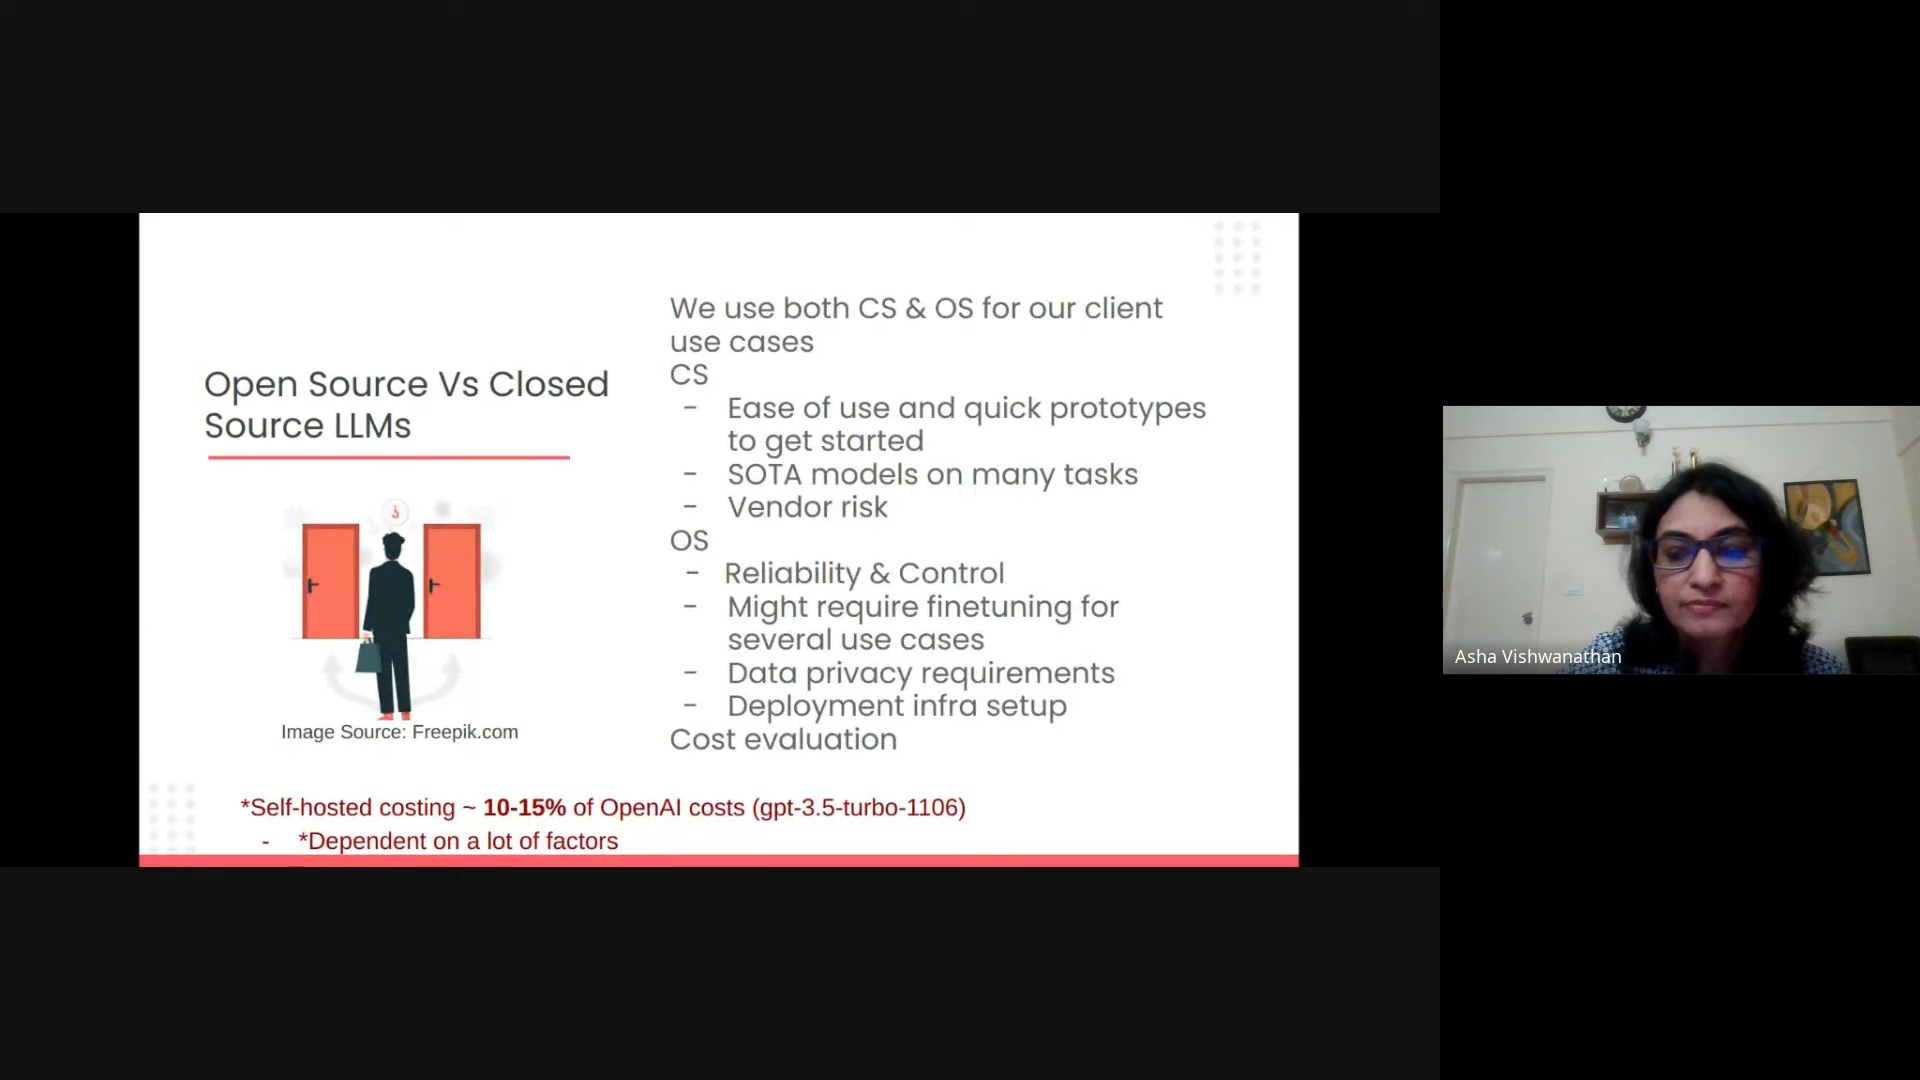 Open Source Vs Closed
Source LLMs
Image Source: Freepik.com
We use both CS & OS for our client
use cases
CS
- Ease of use and quick prototypes
to get started
- SOTA models on many tasks
- Vendor risk
OS
- Reliability & Control
- Might require finetuning for
several use cases
- Data privacy requirements
- Deployment infra setup
Cost evaluation
*Self-hosted costing ~ 10-15% of OpenAI costs (gpt-3.5-turbo-1106)
- *Dependent on a lot of factors
Asha Vishwanathan